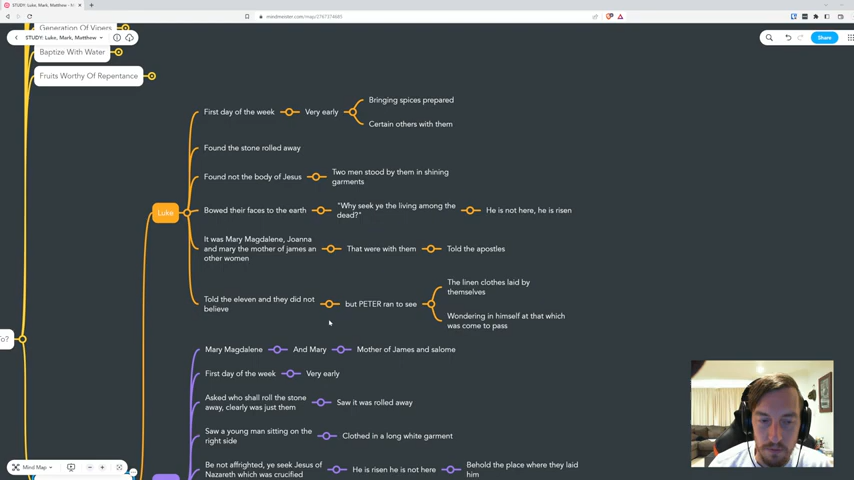 STUDY: Luke, Mark, Matthew - M
mindmeister.com/map/2787374685
Generation Of Vipers
STUDY: Luke, Mark, Matthew
Share
Baptize With Water
Fruits Worthy Of Repentance
Bringing spices prepared
First day of the week
Very early
Certain others with them
Found the stone rolled away
Found not the body of Jesus
Two men stood by them in shining
garments
Luke
Bowed their faces to the earth
"Why seek ye the living among the
dead?"
He is not here, he is risen
It was Mary Magdalene, Joanna
and mary the mother of james an
other women
That were with them
Told the apostles
The linen clothes laid by
themselves
Told the eleven and they did not
believe
but PETER ran to see
Wondering in himself at that which
was come to pass
To?
Mary Magdalene
And Mary
Mother of James and salome
First day of the week
Very early
Asked who shall roll the stone
away, clearly was just them
Saw it was rolled away
Saw a young man sitting on the
right side
Clothed in a long white garment
Be not affrighted, ye seek Jesus of
Nazareth which was crucified
He is risen he is not here
Behold the place where they laid
him
Mind Map